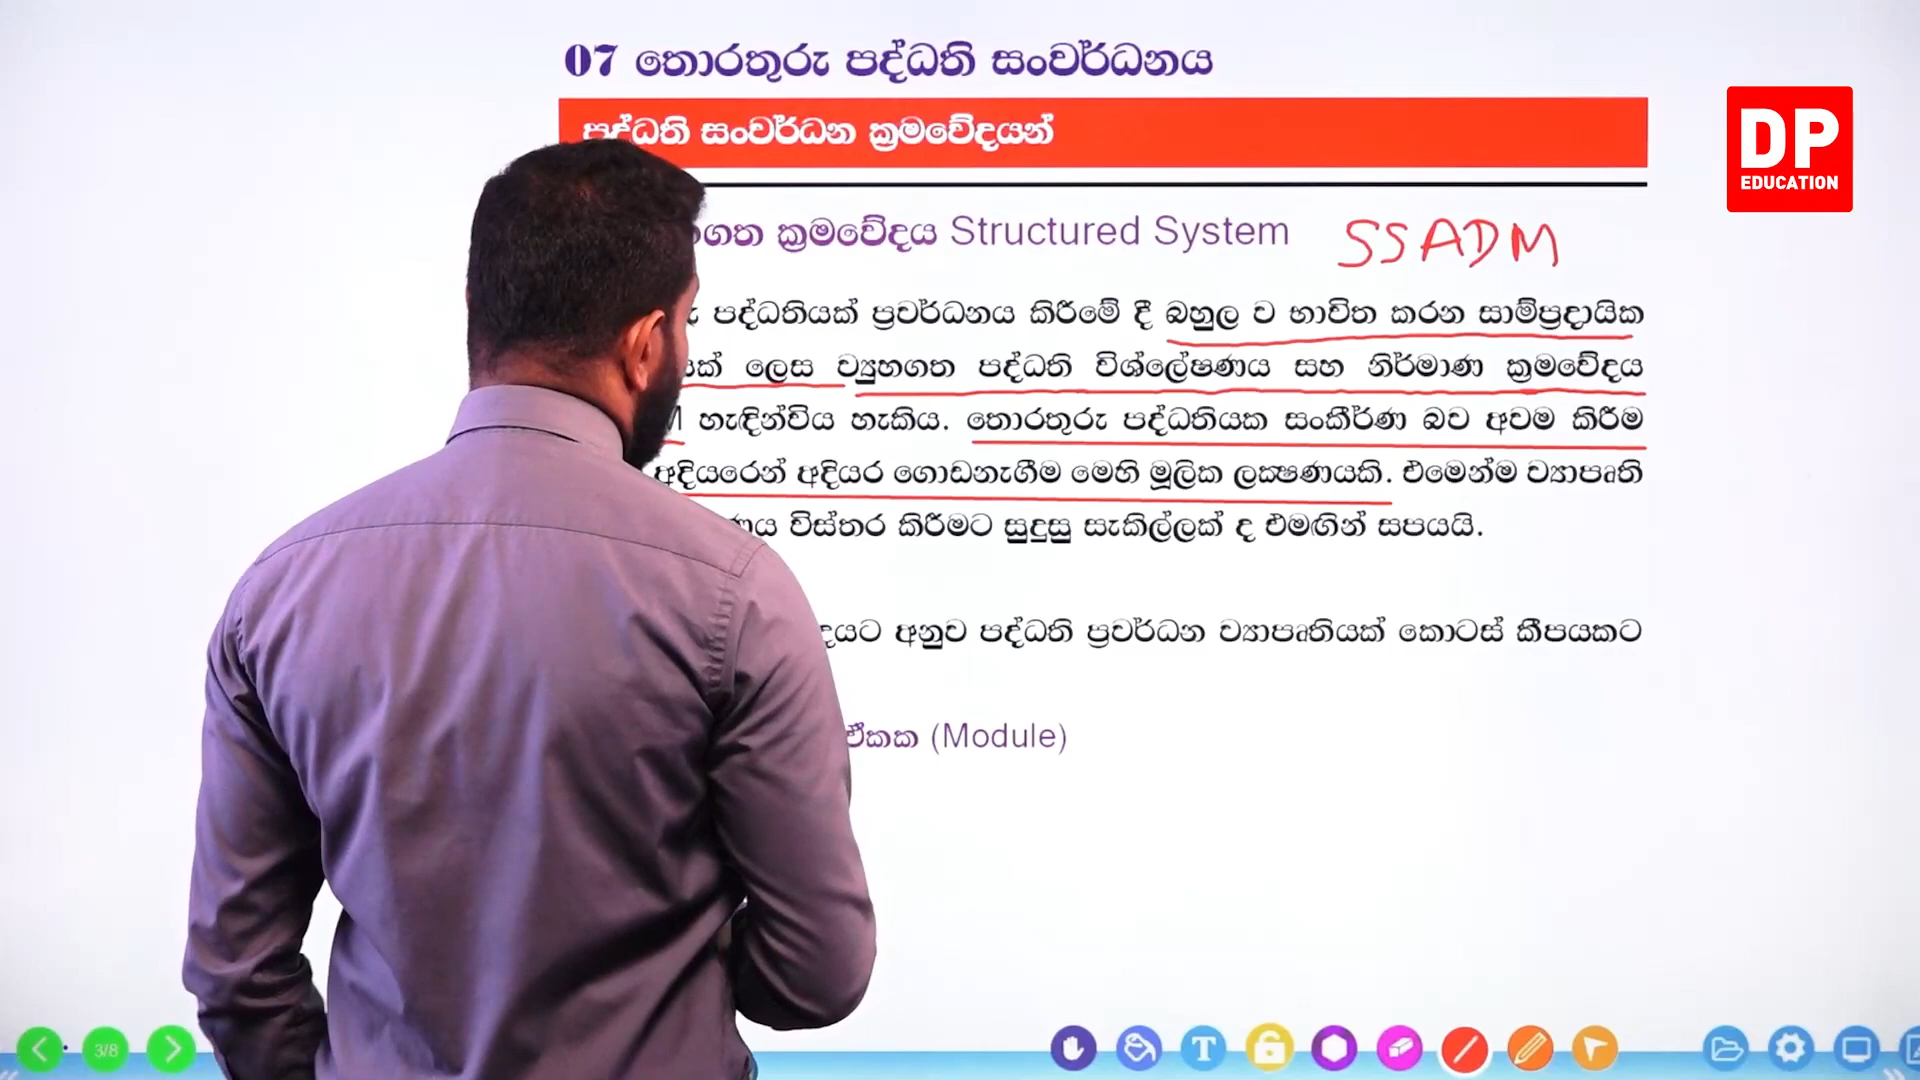 07 තොරතුරු පද්ධති සංවර්ධනය
DP
EDUCATION
පද්ධති සංවර්ධන ක්‍රමවේදයන්
ක්‍රමවේදය Structured System SSADM
පද්ධතියක් ප්‍රවර්ධනය කිරීමේ දී බහුල ව භාවිත කරන සාම්ප්‍රදායික
ලෙස ව්‍යුහගත පද්ධති විශ්ලේෂණය සහ නිර්මාණ ක්‍රමවේදය
හැඳින්විය හැකිය. තොරතුරු පද්ධතියක සංකීර්ණ බව අවම කිරීම
අදියරෙන් අදියර ගොඩනැගීම මෙහි මූලික ලක්‍ෂණයකි. එමෙන්ම ව්‍යාපෘති
විස්තර කිරීමට සුදුසු සැකිල්ලක් ද එමඟින් සපයයි.
අනුව පද්ධති ප්‍රවර්ධන ව්‍යාපෘතියක් කොටස් කීපයකට
ඒකක (Module)
3/8